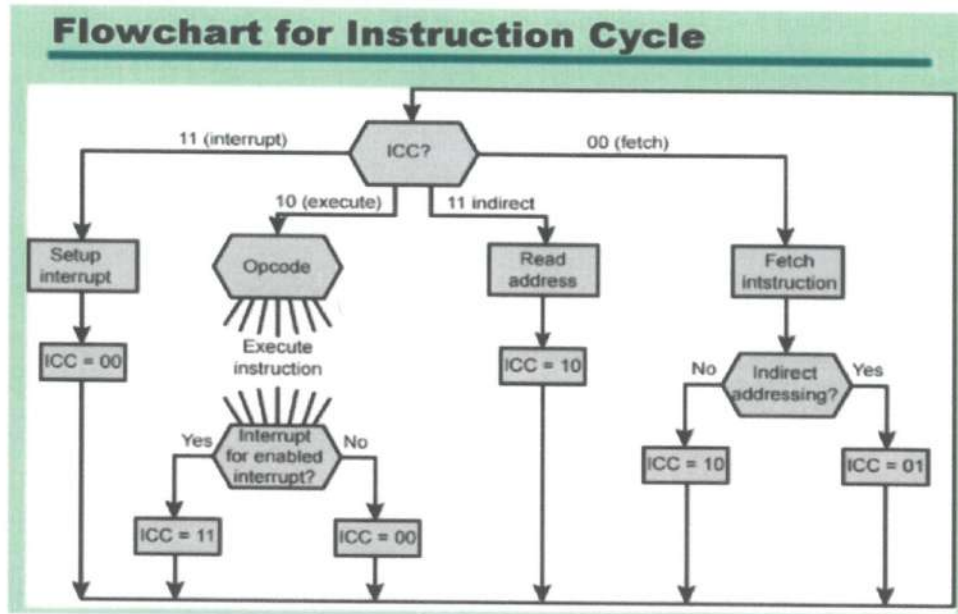 Flowchart for Instruction Cycle
11 (interrupt)
ICC?
00 (fetch)
10 (execute)
11 indirect
Setup
interrupt
Opcode
Read
address
Fetch
intstruction
ICC = 00
Execute
instruction
ICC = 10
No
Indirect
addressing?
Yes
Yes
Interrupt
for enabled
interrupt?
No
ICC = 10
ICC = 01
ICC = 11
ICC = 00